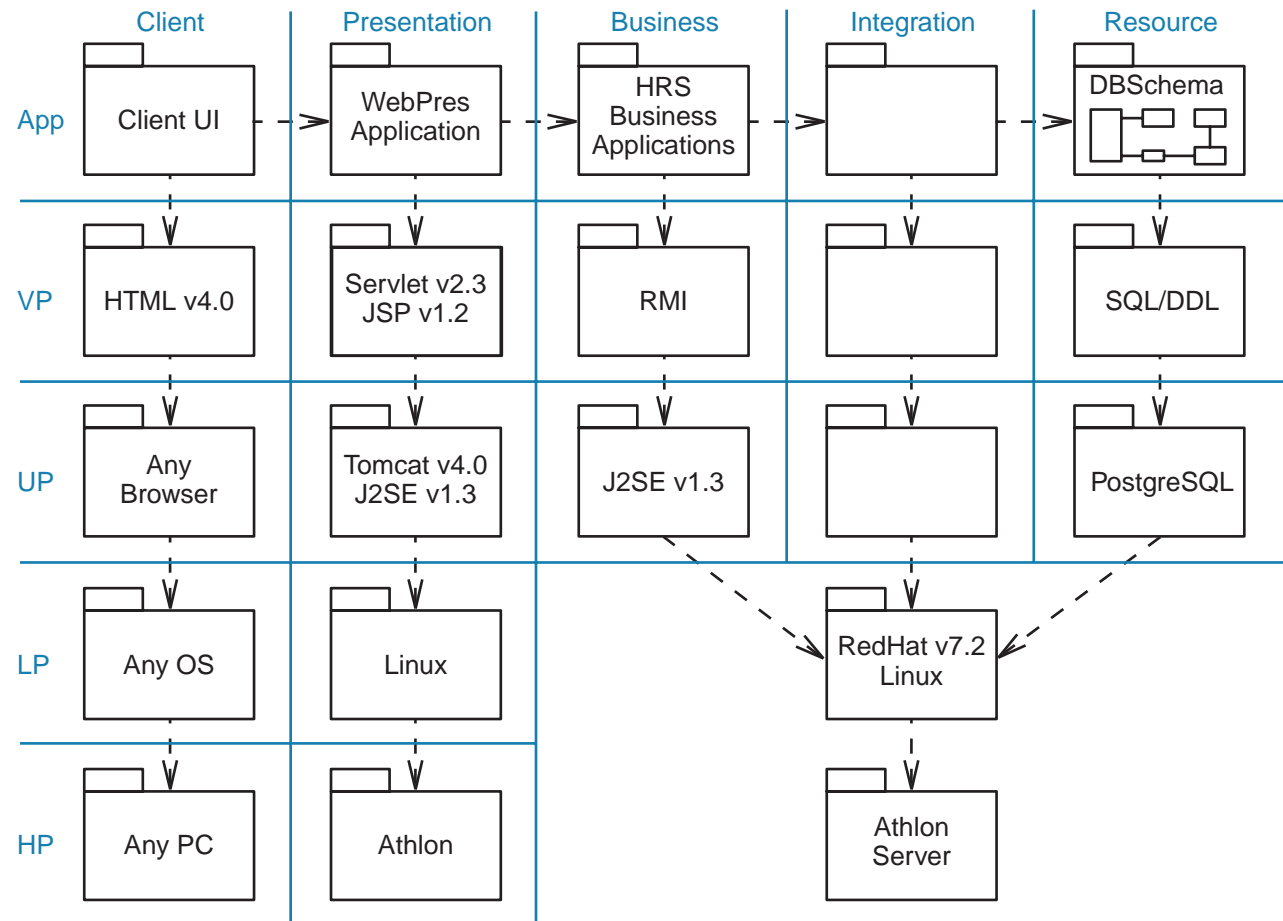 Client
Presentation
Business
Integration
Resource
App
Client UI
WebPres
Application
HRS
Business
Applications
DBSchema
VP
HTML v4.0
Servlet v2.3
JSP v1.2
RMI
SQL/DDL
UP
Any
Browser
Tomcat v4.0
J2SE v1.3
J2SE v1.3
PostgreSQL
LP
Any OS
Linux
RedHat v7.2
Linux
HP
Any PC
Athlon
Athlon
Server